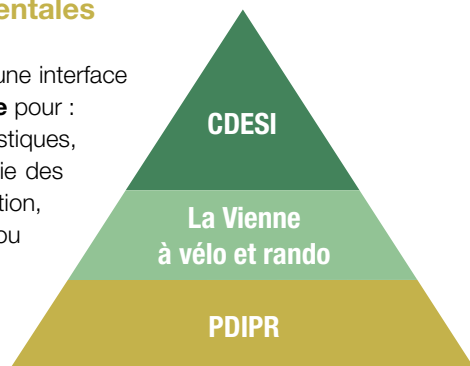 entales
une interface
e pour :
stiques,
ie des
tion,
ou
CDESI
La Vienne
à vélo et rando
PDIPR